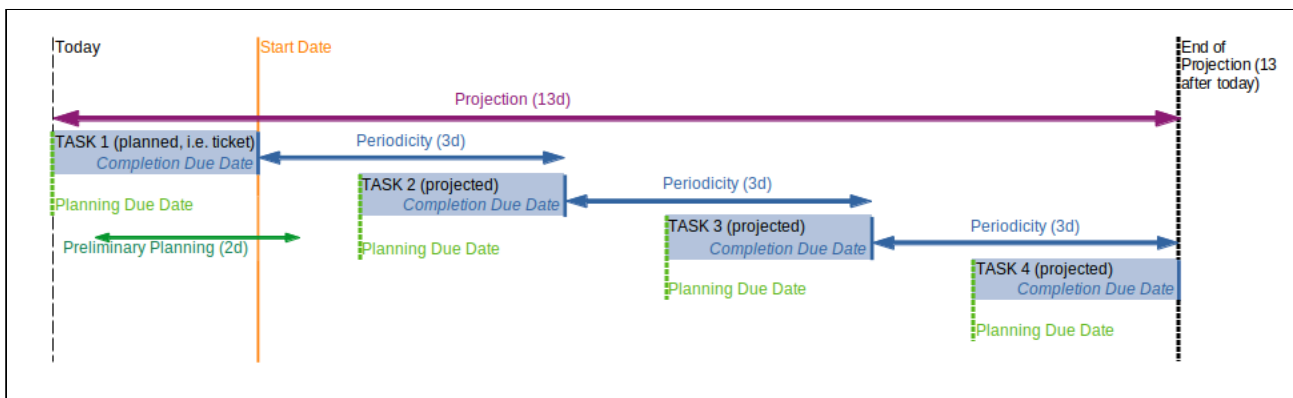 Today
Start Date
End of
Projection (13
after today)
Projection (13d)
TASK 1 (planned, i.e. ticket)
Completion Due Date
Periodicity (3d)
Planning Due Date
TASK 2 (projected)
Completion Due Date
Periodicity (3d)
Planning Due Date
Preliminary Planning (2d)
TASK 3 (projected)
Completion Due Date
Periodicity (3d)
Planning Due Date
TASK 4 (projected)
Completion Due Date
Planning Due Date